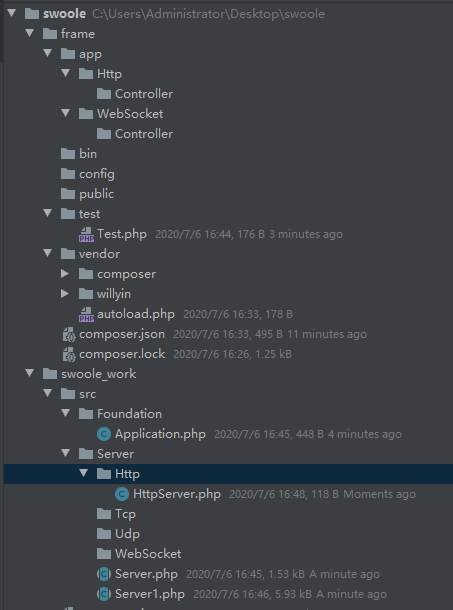 swoole C:\Users\Administrator\Desktop\swoole
frame
app
Http
Controller
WebSocket
Controller
bin
config
public
test
Test.php 2020/7/6 16:44, 176 B 3 minutes ago
vendor
composer
willyin
autoload.php 2020/7/6 16:33, 178 B
composer.json 2020/7/6 16:33, 495 B 11 minutes ago
composer.lock 2020/7/6 16:26, 1.25 kB
swoole_work
src
Foundation
Application.php 2020/7/6 16:45, 448 B 4 minutes ago
Server
Http
HttpServer.php 2020/7/6 16:48, 118 B Moments ago
Tcp
Udp
WebSocket
Server.php 2020/7/6 16:45, 1.53 kB A minute ago
Server1.php 2020/7/6 16:46, 5.93 kB A minute ago